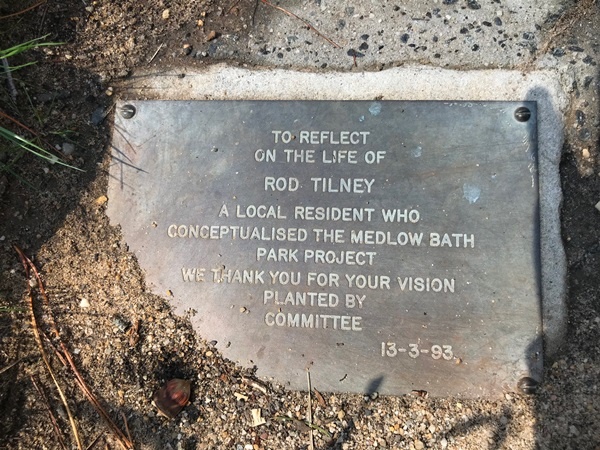 TO REFLECT
ON THE LIFE OF
ROD TILNEY
A LOCAL RESIDENT WHO
CONCEPTUALISED THE MEDLOW BATH
PARK PROJECT
WE THANK YOU FOR YOUR VISION
PLANTED BY
COMMITTEE
13-3-93.